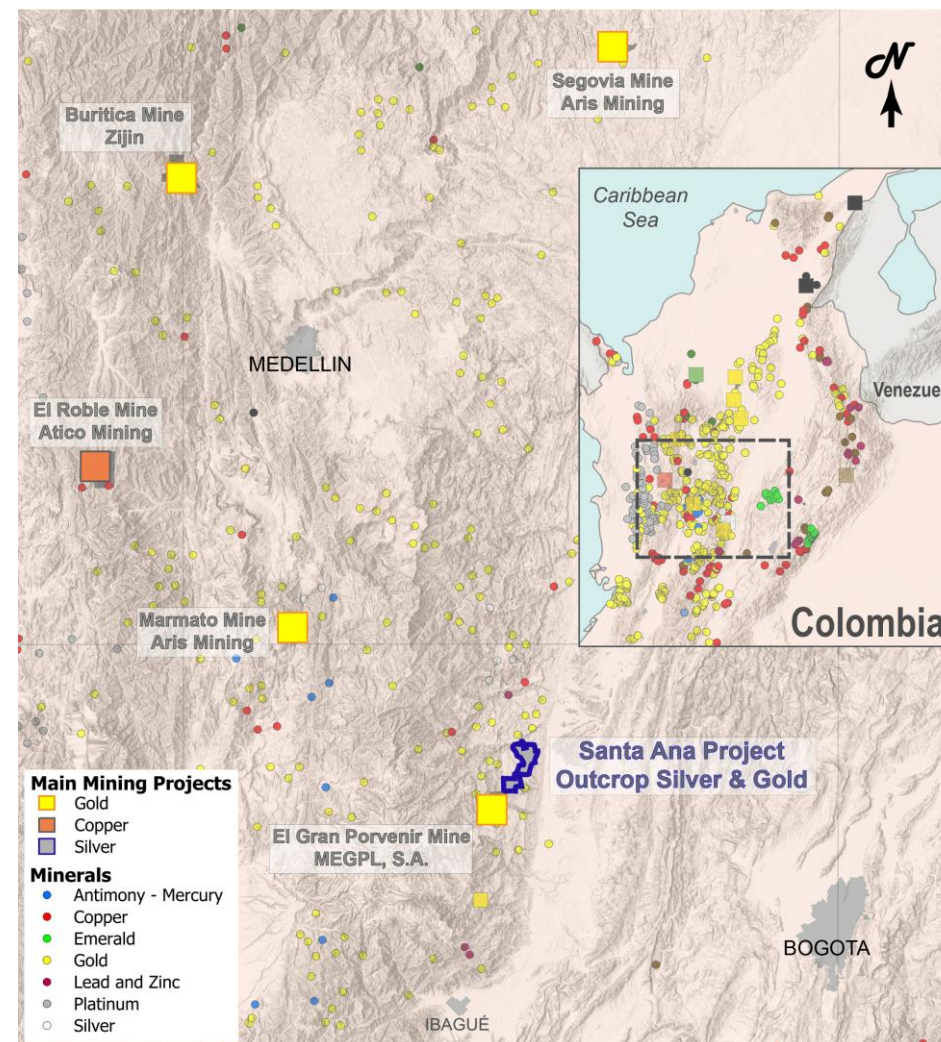 N
Segovia Mine
Aris Mining
Buritica Mine
Zijin
Caribbean
Sea
MEDELLIN
Venezue
El Roble Mine
Atico Mining
Colombia
Marmato Mine
Aris Mining
Santa Ana Project
Outcrop Silver & Gold
Main Mining Projects
Gold
Copper
Silver
El Gran Porvenir Mine
MEGPL, S.A.
Minerals
Antimony - Mercury
Copper
Emerald
Gold
Lead and Zinc
Platinum
Silver
BOGOTA
IBAGUÉ